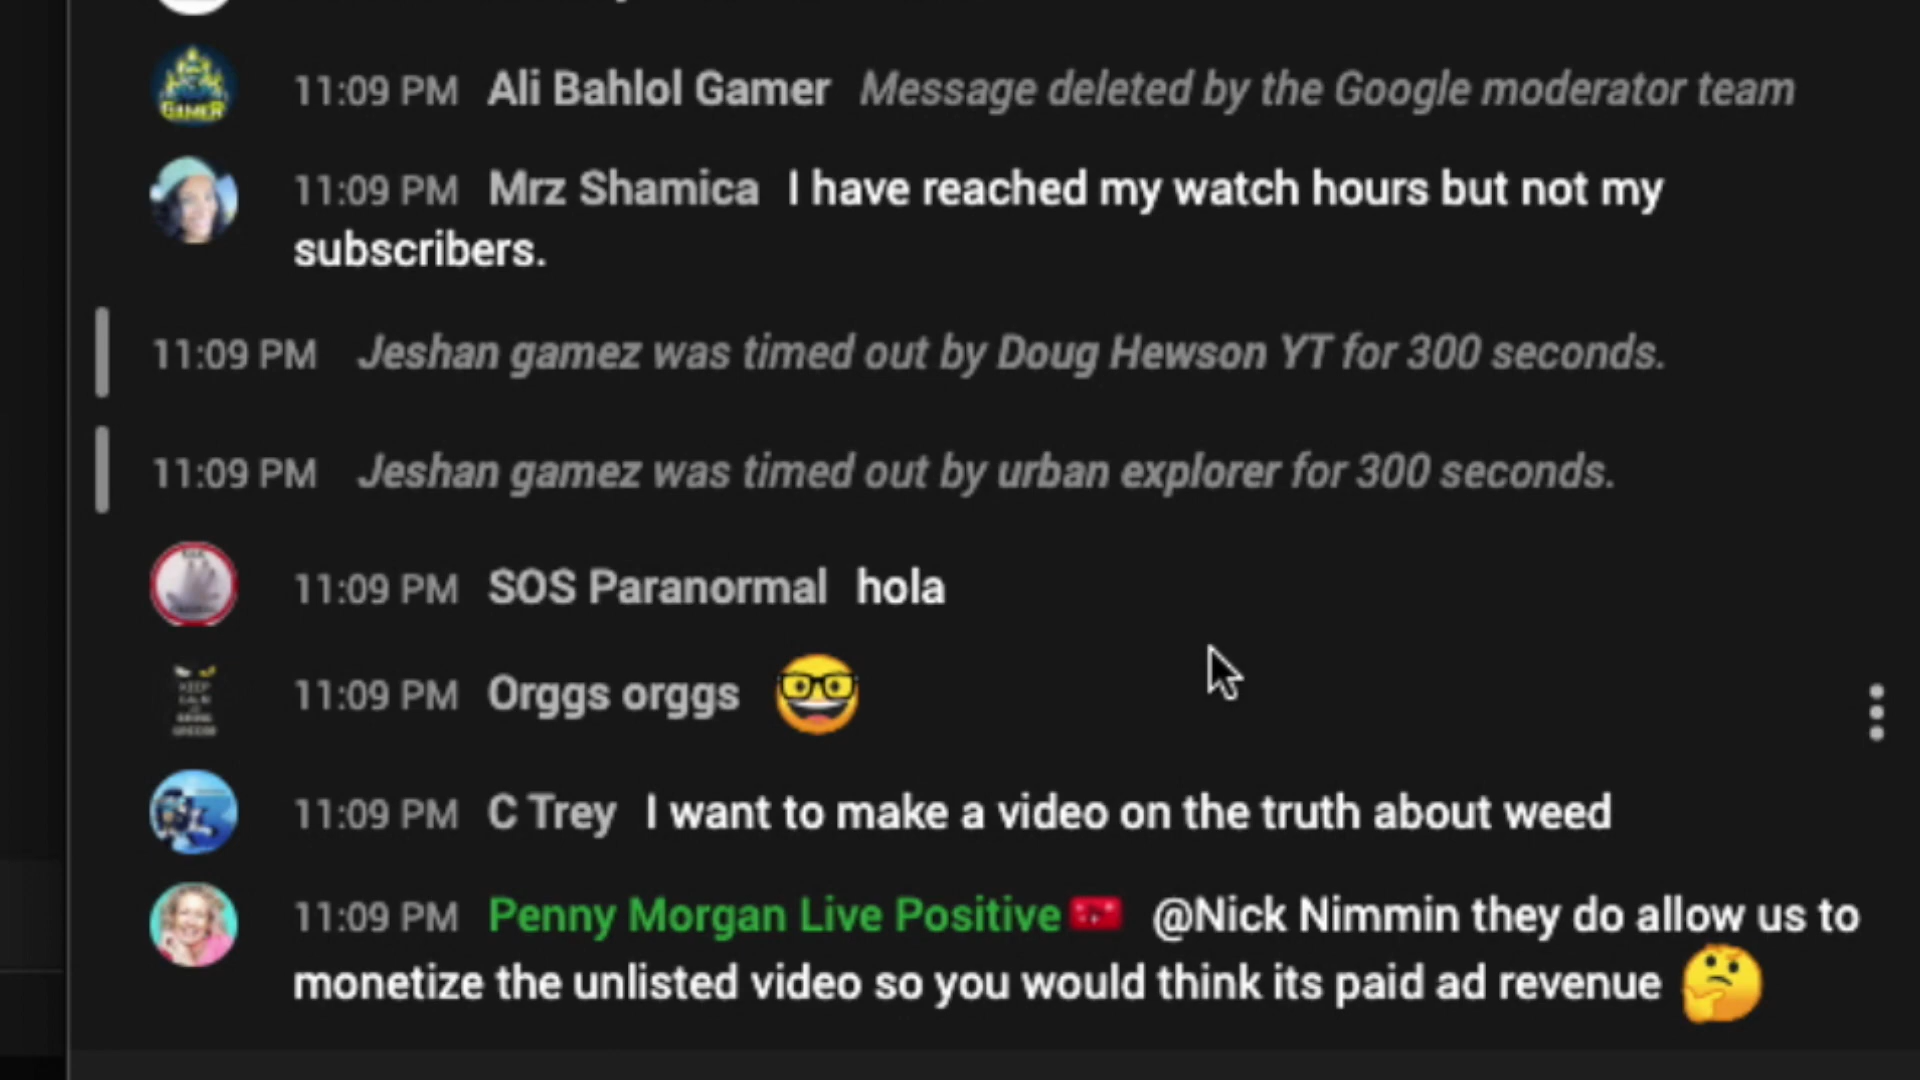 11:09 PM Ali Bahlol Gamer Message deleted by the Google moderator team
11:09 PM Mrz Shamica I have reached my watch hours but not my
subscribers.
11:09 PM Jeshan gamez was timed out by Doug Hewson YT for 300 seconds.
11:09 PM Jeshan gamez was timed out by urban explorer for 300 seconds.
11:09 PM SOS Paranormal hola
11:09 PM Orggs orggs 🤓
11:09 PM C Trey I want to make a video on the truth about weed
11:09 PM Penny Morgan Live Positive @Nick Nimmin they do allow us to
monetize the unlisted video so you would think its paid ad revenue 🤔
GAMER
KEEP
CALM